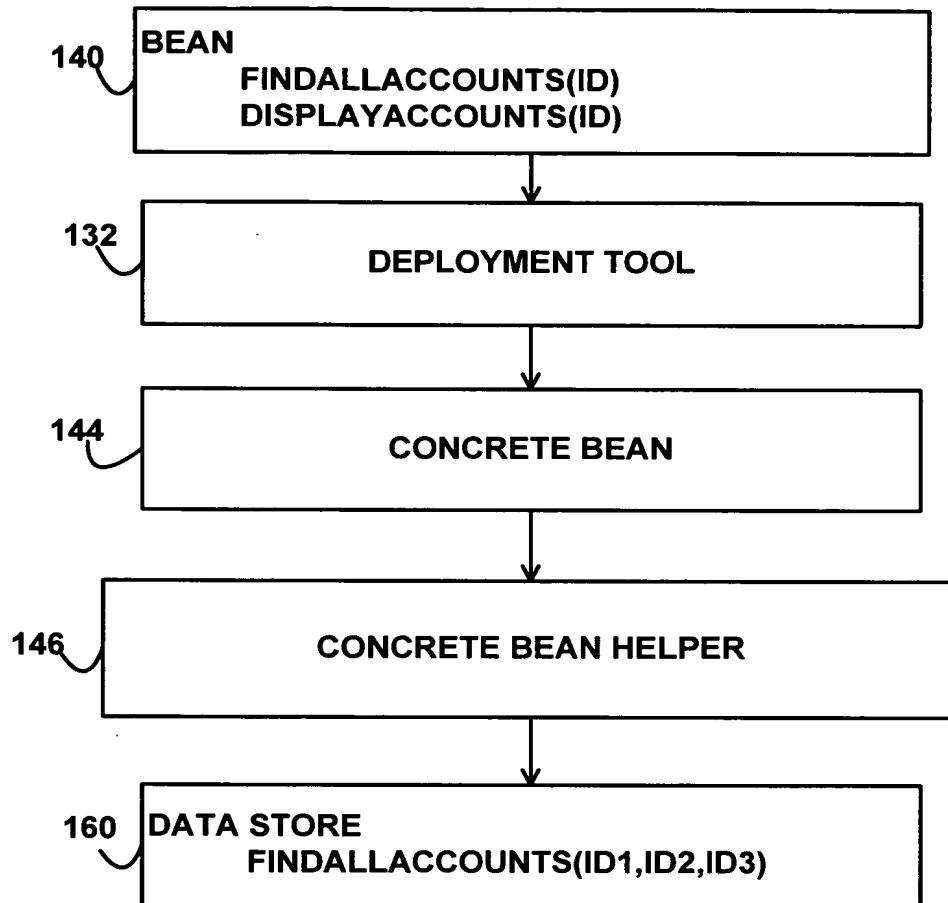 140
BEAN
FINDALLACCOUNTS(ID)
DISPLAYACCOUNTS(ID)
132
DEPLOYMENT TOOL
144
CONCRETE BEAN
146
CONCRETE BEAN HELPER
160
DATA STORE
FINDALLACCOUNTS(ID1,ID2,ID3)